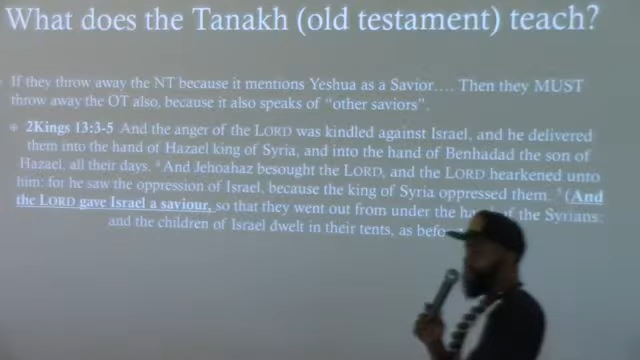 What does the Tanakh (old testament) teach?
If they throw away the NT because it mentions Yeshua as a Savior…. Then they MUST
throw away the OT also, because it also speaks of "other saviors".
2Kings 13:3-5 And the anger of the LORD was kindled against Israel, and he delivered
them into the hand of Hazael king of Syria, and into the hand of Benhadad the son of
Hazael, all their days. ⁴And Jehoahaz besought the LORD, and the LORD hearkened unto
him: for he saw the oppression of Israel, because the king of Syria oppressed them. ⁵(And
the LORD gave Israel a saviour, so that they went out from under the of the Syrians:
and the children of Israel dwelt in their tents, as